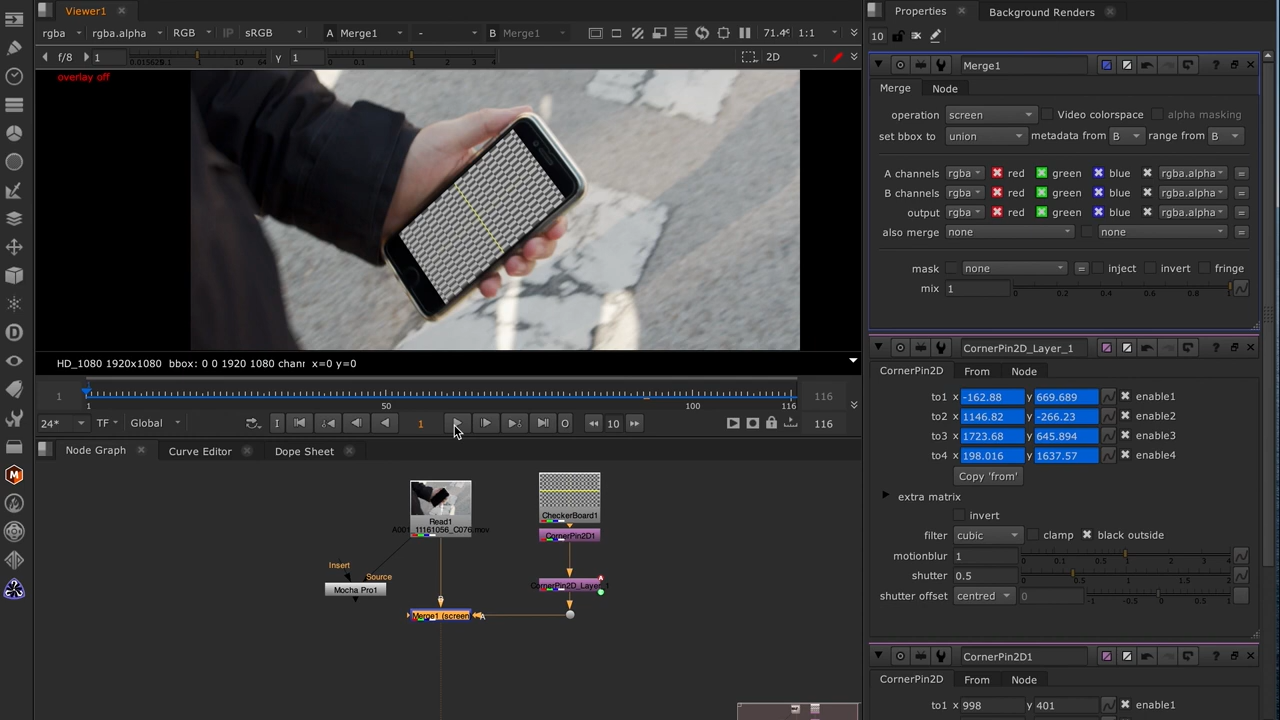 Viewer1
Properties
Background Renders
rgba
rgba.alpha
RGB
IP
sRGB
A
Merge1
-
B
Merge1
71.4
1:1
10
f/8
1
0.015625
0.1
10
64
γ
1
0
0.1
1
2
3
4
2D
overlay off
Merge1
Merge
Node
operation
screen
Video colorspace
alpha masking
set bbox to
union
metadata from
B
range from
B
A channels
rgba
red
green
blue
rgba.alpha
=
B channels
rgba
red
green
blue
rgba.alpha
=
output
rgba
red
green
blue
rgba.alpha
=
also merge
none
none
=
mask
none
=
inject
invert
fringe
mix
1
0
0.2
0.4
0.6
0.8
1
HD_1080 1920x1080 bbox: 0 0 1920 1080 chanr x=0 y=0
1
1
50
100
116
116
24*
TF
Global
I
1
O
10
116
Node Graph
Curve Editor
Dope Sheet
Read1
A001_11161056_C076.mov
CheckerBoard1
CornerPin2D1
Insert
Source
Mocha Pro1
CornerPin2D_Layer_1
Merge1 (screen
A
CornerPin2D_Layer_1
CornerPin2D
From
Node
to1 x -162.88 y 669.689 enable1
to2 x 1146.82 y -266.23 enable2
to3 x 1723.68 y 645.894 enable3
to4 x 198.016 y 1637.57 enable4
Copy 'from'
extra matrix
invert
filter
cubic
clamp
black outside
motionblur
1
1
2
3
4
shutter
0.5
0
0.5
1
1.5
2
shutter offset
centred
0
-1
-0.5
0
0.5
1
CornerPin2D1
CornerPin2D
From
Node
to1 x 998 y 401 enable1